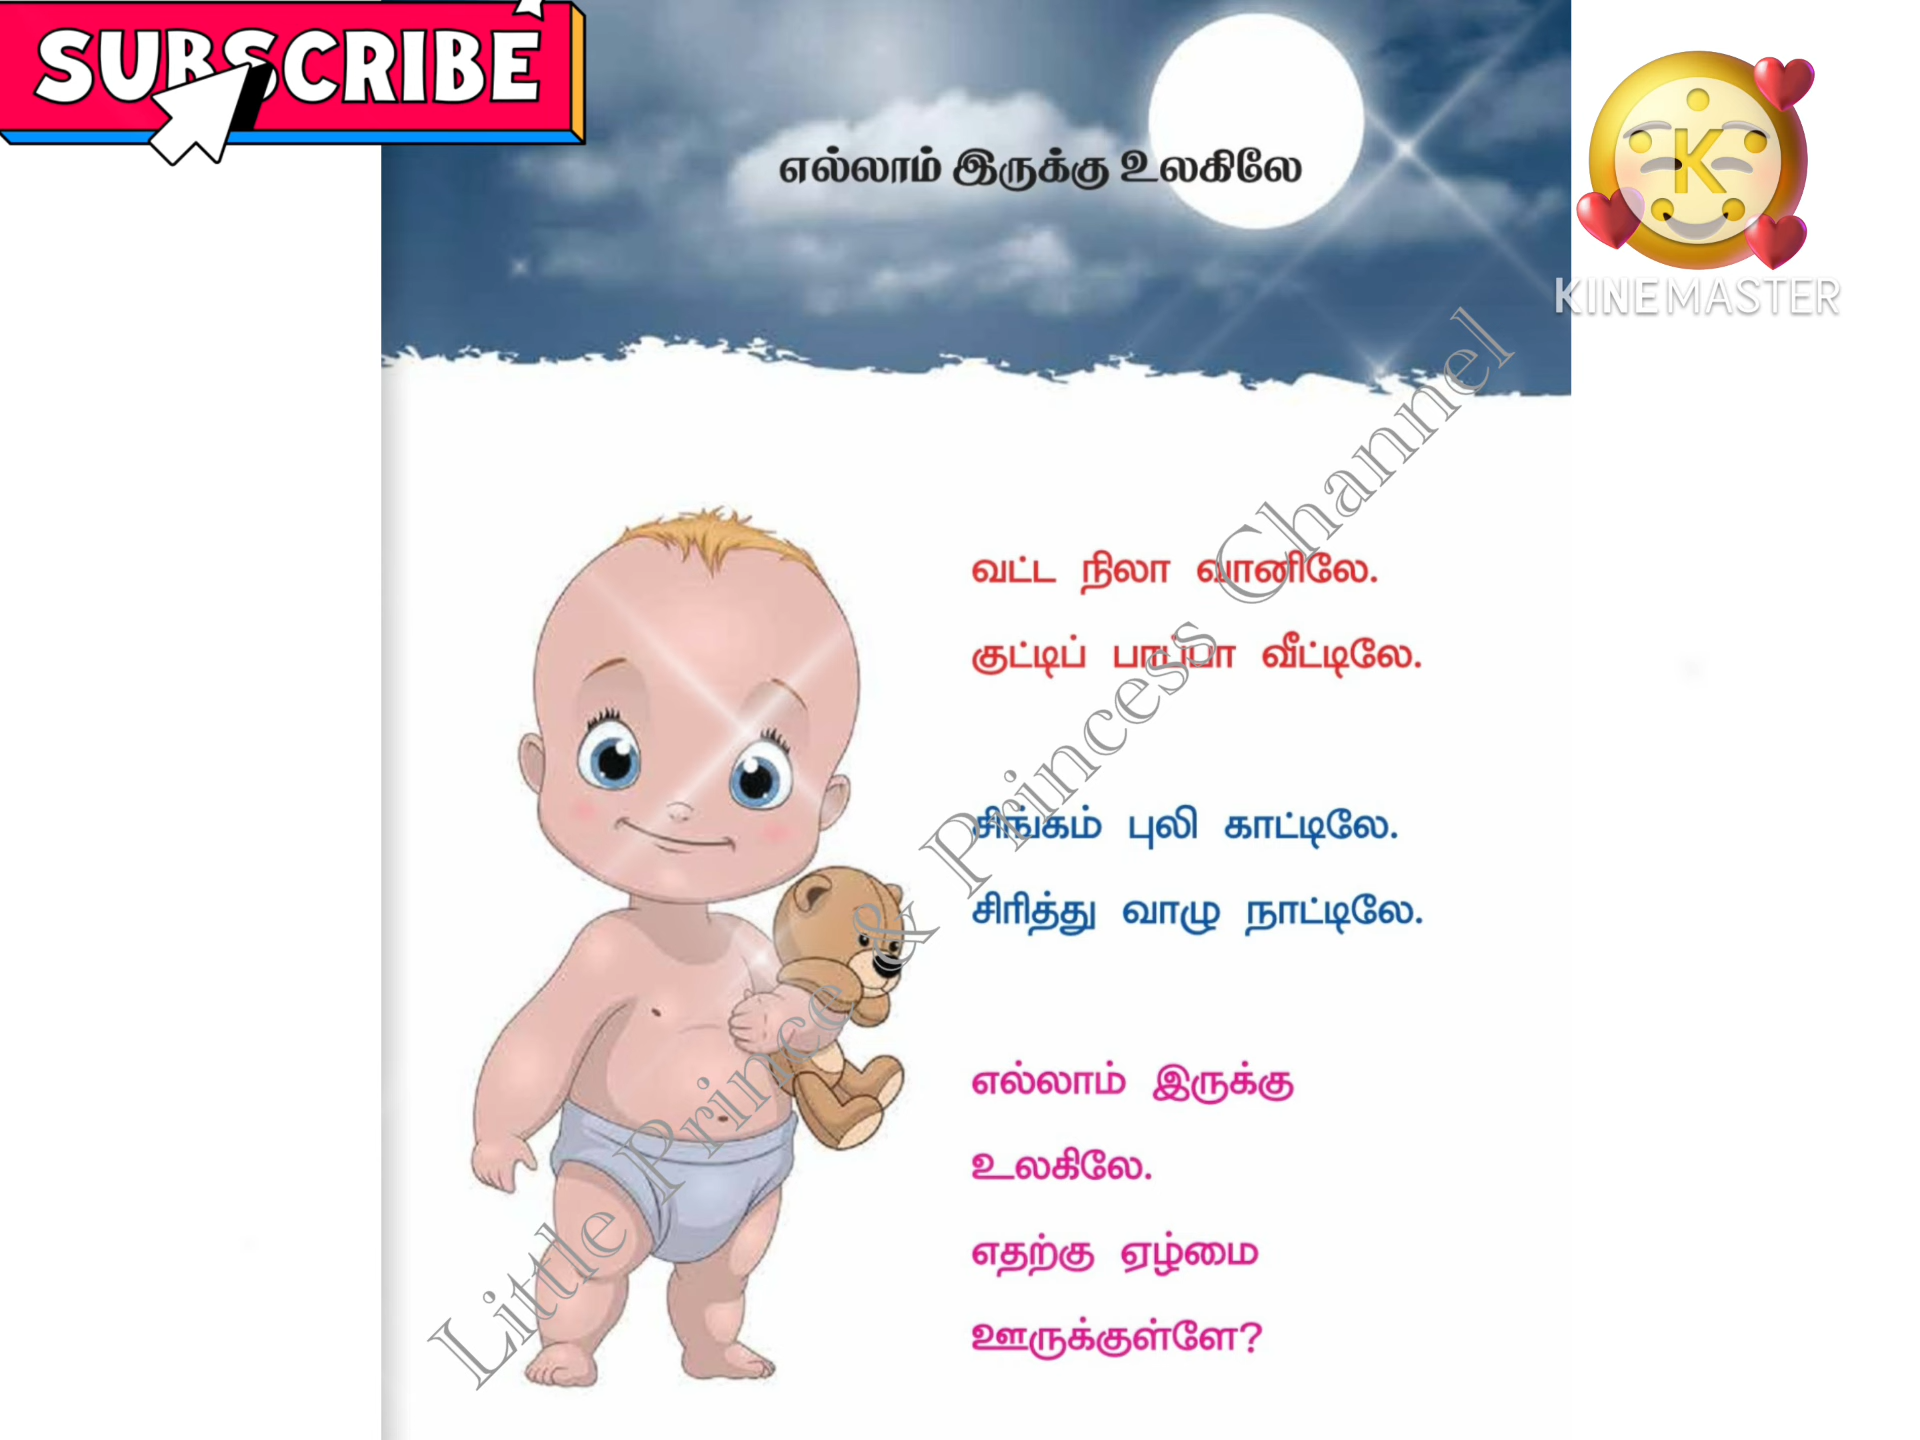 SUBSCRIBE
எல்லாம் இருக்கு உலகிலே
K
KINEMASTER
வட்ட நிலா வானிலே.
குட்டிப் பாப்பா வீட்டிலே.
சிங்கம் புலி காட்டிலே.
சிரித்து வாழு நாட்டிலே.
எல்லாம் இருக்கு
உலகிலே.
எதற்கு ஏழ்மை
ஊருக்குள்ளே?
Little Prince & Princess Channel